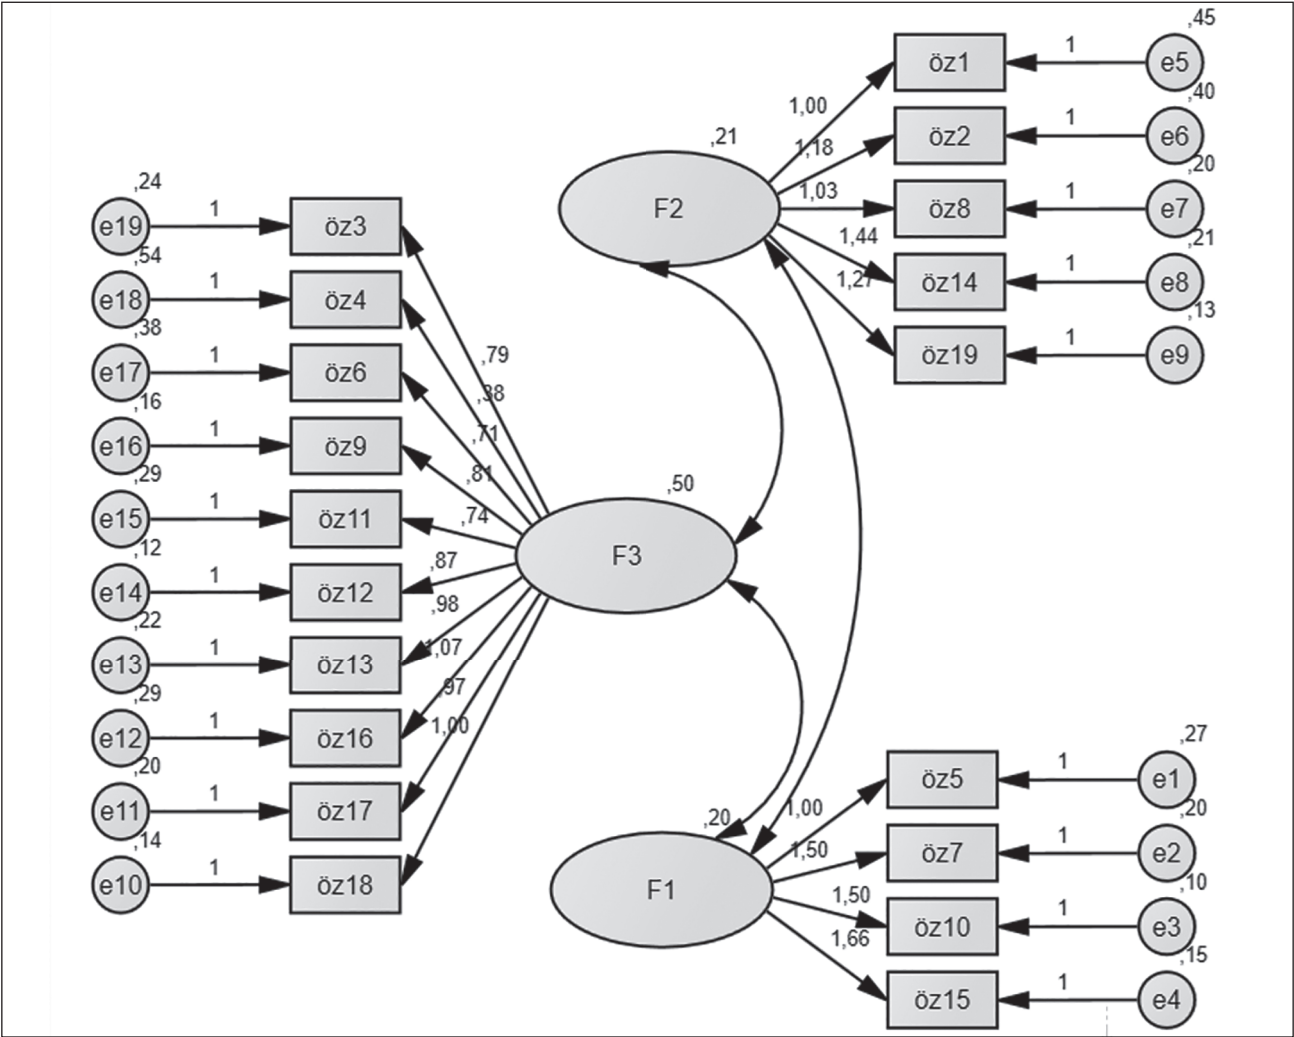 ,45
öz1 1 e5
1,00
,40
öz2 1 e6
1,18
,20
öz8 1 e7
1,03
,21
öz14 1 e8
1,44
,13
öz19 1 e9
1,27
,21
F2
,24
e19 1 öz3
,79
,54
e18 1 öz4
,38
,38
e17 1 öz6
,71
,16
e16 1 öz9
,81
,29
e15 1 öz11
,74
,12
e14 1 öz12
,87
,22
e13 1 öz13
,98
,29
e12 1 öz16
1,07
,20
e11 1 öz17
,97
,14
e10 1 öz18
1,00
,50
F3
,20
F1
,27
öz5 1 e1
1,00
,20
öz7 1 e2
1,50
,10
öz10 1 e3
1,50
,15
öz15 1 e4
1,66